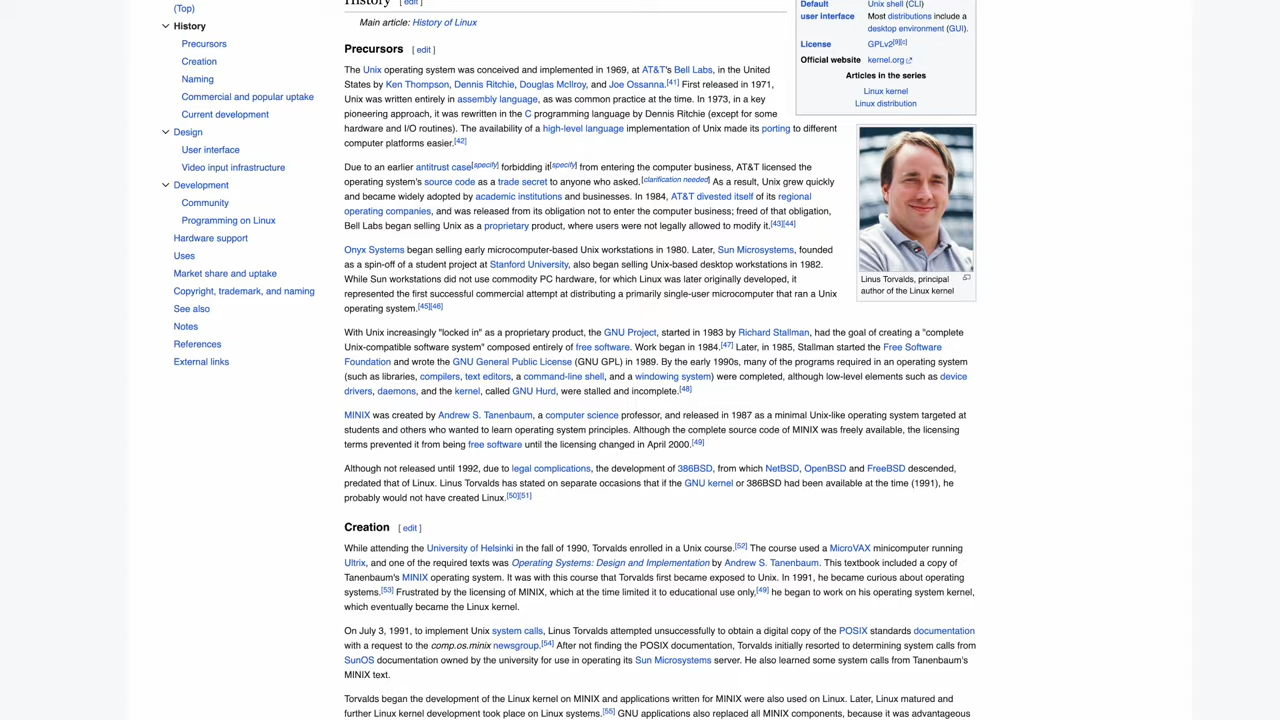 (Top)
History
Precursors
Creation
Naming
Commercial and popular uptake
Current development
Design
User interface
Video input infrastructure
Development
Community
Programming on Linux
Hardware support
Uses
Market share and uptake
Copyright, trademark, and naming
See also
Notes
References
External links
History [ edit ]
Main article: History of Linux
Precursors [ edit ]
The Unix operating system was conceived and implemented in 1969, at AT&T's Bell Labs, in the United
States by Ken Thompson, Dennis Ritchie, Douglas McIlroy, and Joe Ossanna.[41] First released in 1971,
Unix was written entirely in assembly language, as was common practice at the time. In 1973, in a key
pioneering approach, it was rewritten in the C programming language by Dennis Ritchie (except for some
hardware and I/O routines). The availability of a high-level language implementation of Unix made its porting to different
computer platforms easier.[42]
Due to an earlier antitrust case[specify] forbidding it[specify] from entering the computer business, AT&T licensed the
operating system's source code as a trade secret to anyone who asked.[clarification needed] As a result, Unix grew quickly
and became widely adopted by academic institutions and businesses. In 1984, AT&T divested itself of its regional
operating companies, and was released from its obligation not to enter the computer business; freed of that obligation,
Bell Labs began selling Unix as a proprietary product, where users were not legally allowed to modify it.[43][44]
Onyx Systems began selling early microcomputer-based Unix workstations in 1980. Later, Sun Microsystems, founded
as a spin-off of a student project at Stanford University, also began selling Unix-based desktop workstations in 1982.
While Sun workstations did not use commodity PC hardware, for which Linux was later originally developed, it
represented the first successful commercial attempt at distributing a primarily single-user microcomputer that ran a Unix
operating system.[45][46]
With Unix increasingly "locked in" as a proprietary product, the GNU Project, started in 1983 by Richard Stallman, had the goal of creating a "complete
Unix-compatible software system" composed entirely of free software. Work began in 1984.[47] Later, in 1985, Stallman started the Free Software
Foundation and wrote the GNU General Public License (GNU GPL) in 1989. By the early 1990s, many of the programs required in an operating system
(such as libraries, compilers, text editors, a command-line shell, and a windowing system) were completed, although low-level elements such as device
drivers, daemons, and the kernel, called GNU Hurd, were stalled and incomplete.[48]
MINIX was created by Andrew S. Tanenbaum, a computer science professor, and released in 1987 as a minimal Unix-like operating system targeted at
students and others who wanted to learn operating system principles. Although the complete source code of MINIX was freely available, the licensing
terms prevented it from being free software until the licensing changed in April 2000.[49]
Although not released until 1992, due to legal complications, the development of 386BSD, from which NetBSD, OpenBSD and FreeBSD descended,
predated that of Linux. Linus Torvalds has stated on separate occasions that if the GNU kernel or 386BSD had been available at the time (1991), he
probably would not have created Linux.[50][51]
Creation [ edit ]
While attending the University of Helsinki in the fall of 1990, Torvalds enrolled in a Unix course.[52] The course used a MicroVAX minicomputer running
Ultrix, and one of the required texts was Operating Systems: Design and Implementation by Andrew S. Tanenbaum. This textbook included a copy of
Tanenbaum's MINIX operating system. It was with this course that Torvalds first became exposed to Unix. In 1991, he became curious about operating
systems.[53] Frustrated by the licensing of MINIX, which at the time limited it to educational use only,[49] he began to work on his operating system kernel,
which eventually became the Linux kernel.
On July 3, 1991, to implement Unix system calls, Linus Torvalds attempted unsuccessfully to obtain a digital copy of the POSIX standards documentation
with a request to the comp.os.minix newsgroup.[54] After not finding the POSIX documentation, Torvalds initially resorted to determining system calls from
SunOS documentation owned by the university for use in operating its Sun Microsystems server. He also learned some system calls from Tanenbaum's
MINIX text.
Torvalds began the development of the Linux kernel on MINIX and applications written for MINIX were also used on Linux. Later, Linux matured and
further Linux kernel development took place on Linux systems.[55] GNU applications also replaced all MINIX components, because it was advantageous
Default Unix shell (CLI)
user interface Most distributions include a
desktop environment (GUI).
License GPLv2[9][c]
Official website kernel.org
Articles in the series
Linux kernel
Linux distribution
Linus Torvalds, principal
author of the Linux kernel